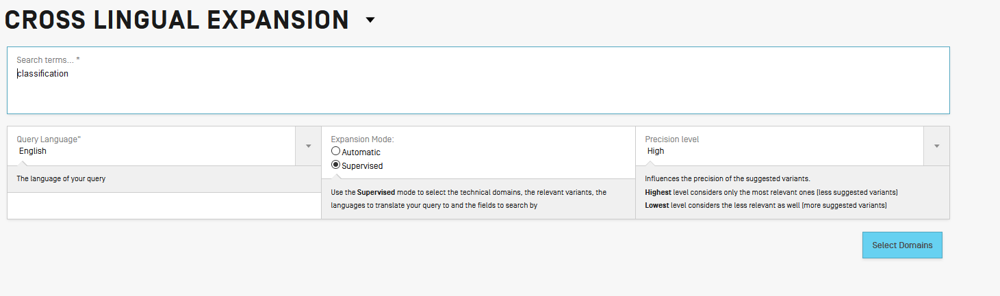 CROSS LINGUAL EXPANSION
Search terms... *
classification
Query Language"
English
The language of your query
Expansion Mode:
Automatic
Supervised
Use the Supervised mode to select the technical domains, the relevant variants, the
languages to translate your query to and the fields to search by
Precision level
High
Influences the precision of the suggested variants.
Highest level considers only the most relevant ones (less suggested variants)
Lowest level considers the less relevant as well (more suggested variants)
Select Domains